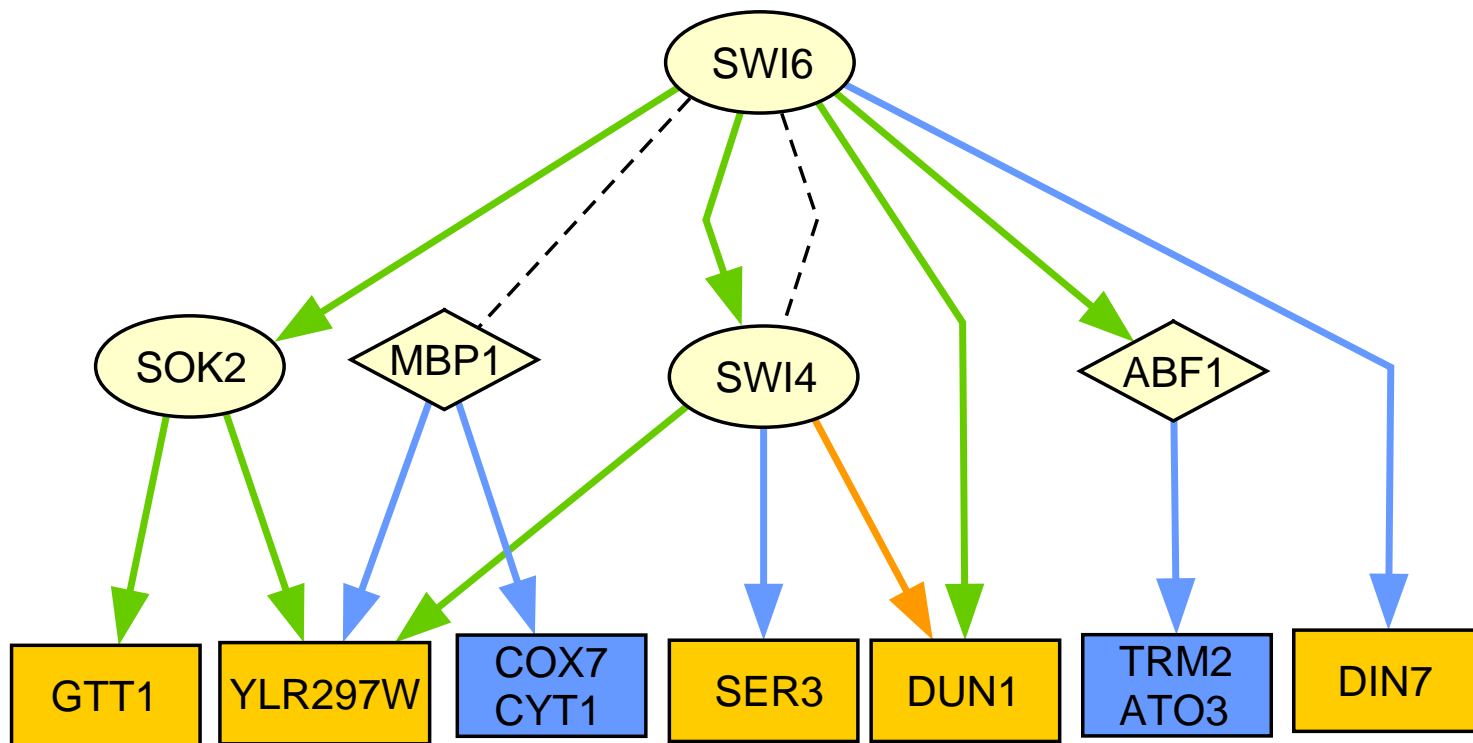 SWI6
SOK2
MBP1
SWI4
ABF1
GTT1
YLR297W
COX7
CYT1
SER3
DUN1
TRM2
ATO3
DIN7